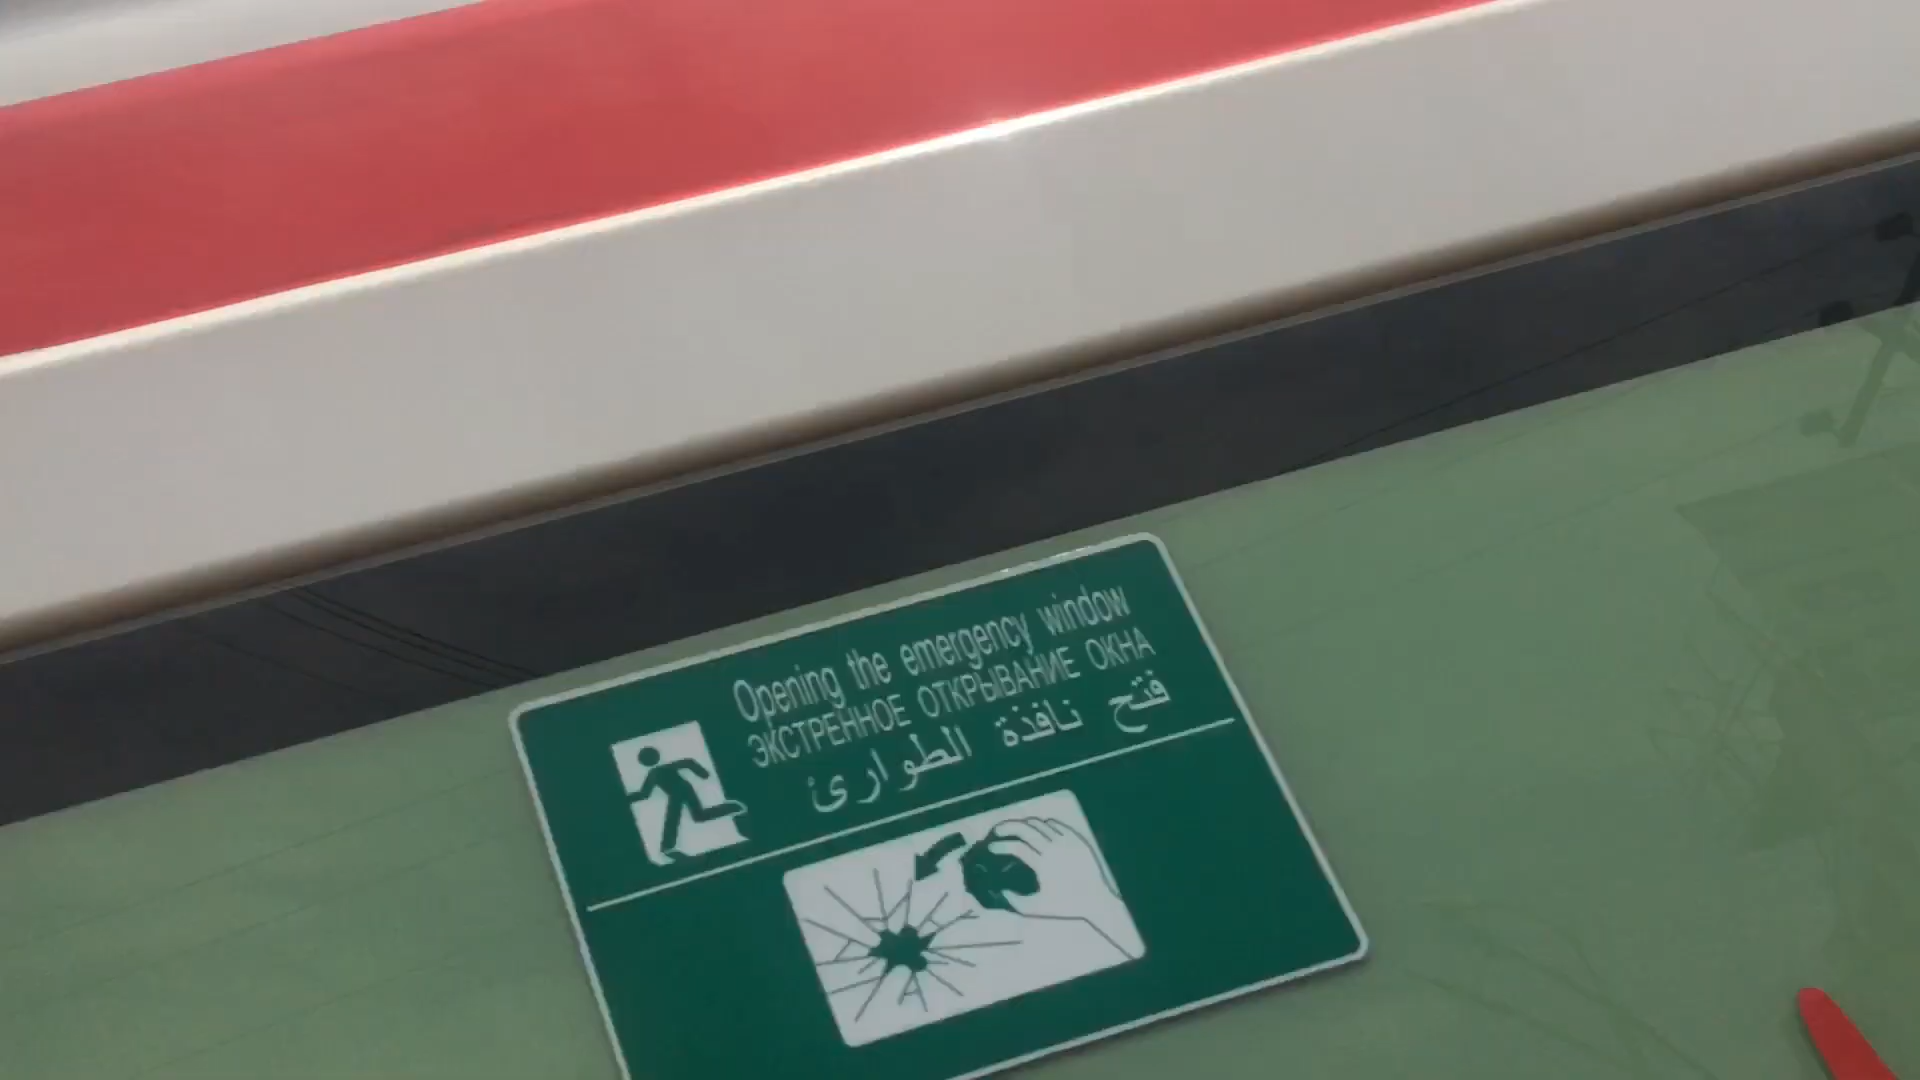 Opening the emergency window
ЭКСТРЕННОЕ ОТКРЫВАНИЕ ОКНА
فتح نافذة الطوارئ